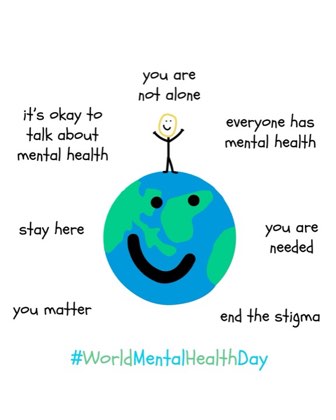 you are
not alone
it's okay to
talk about
mental health
everyone has
mental health
stay here
you are
needed
you matter
end the stigma
#WorldMentalHealthDay